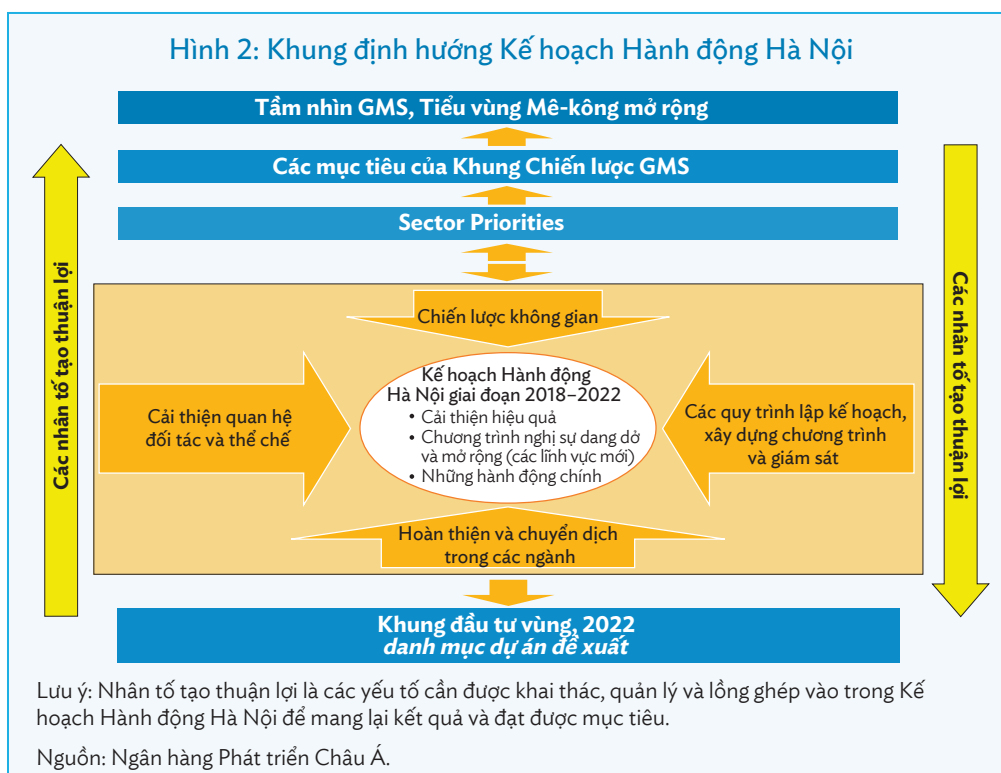 Hình 2: Khung định hướng Kế hoạch Hành động Hà Nội
Tầm nhìn GMS, Tiểu vùng Mê-kông mở rộng
Các mục tiêu của Khung Chiến lược GMS
Sector Priorities
Các nhân tố tạo thuận lợi
Chiến lược không gian
Cải thiện quan hệ
đối tác và thể chế
Kế hoạch Hành động
Hà Nội giai đoạn 2018–2022
• Cải thiện hiệu quả
• Chương trình nghị sự dang dở
và mở rộng (các lĩnh vực mới)
• Những hành động chính
Các quy trình lập kế hoạch,
xây dựng chương trình
và giám sát
Các nhân tố tạo thuận lợi
Hoàn thiện và chuyển dịch
trong các ngành
Khung đầu tư vùng, 2022
danh mục dự án đề xuất
Lưu ý: Nhân tố tạo thuận lợi là các yếu tố cần được khai thác, quản lý và lồng ghép vào trong Kế
hoạch Hành động Hà Nội để mang lại kết quả và đạt được mục tiêu.
Nguồn: Ngân hàng Phát triển Châu Á.